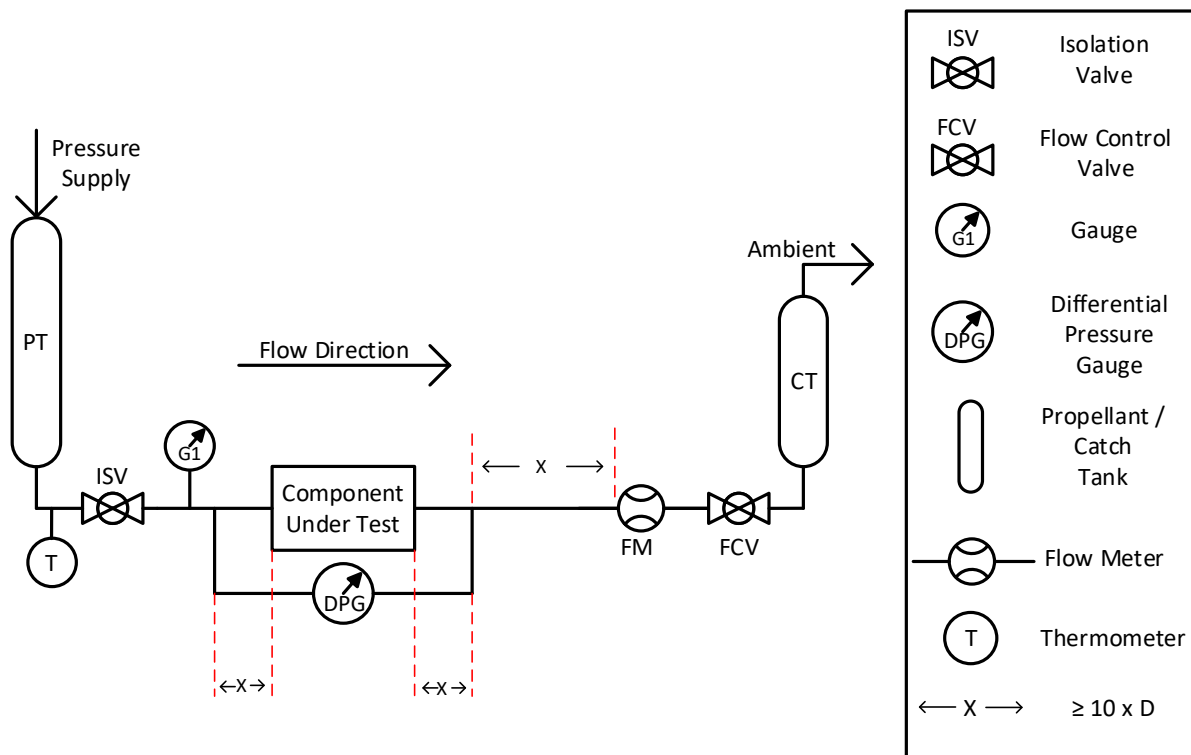 Pressure
Supply
PT
ISV
T
G1
Flow Direction
Component
Under Test
DPG
X
X
X
FM
FCV
Ambient
CT
ISV
Isolation
Valve
FCV
Flow Control
Valve
G1
Gauge
DPG
Differential
Pressure
Gauge
Propellant /
Catch
Tank
Flow Meter
T
Thermometer
X
≥ 10 x D